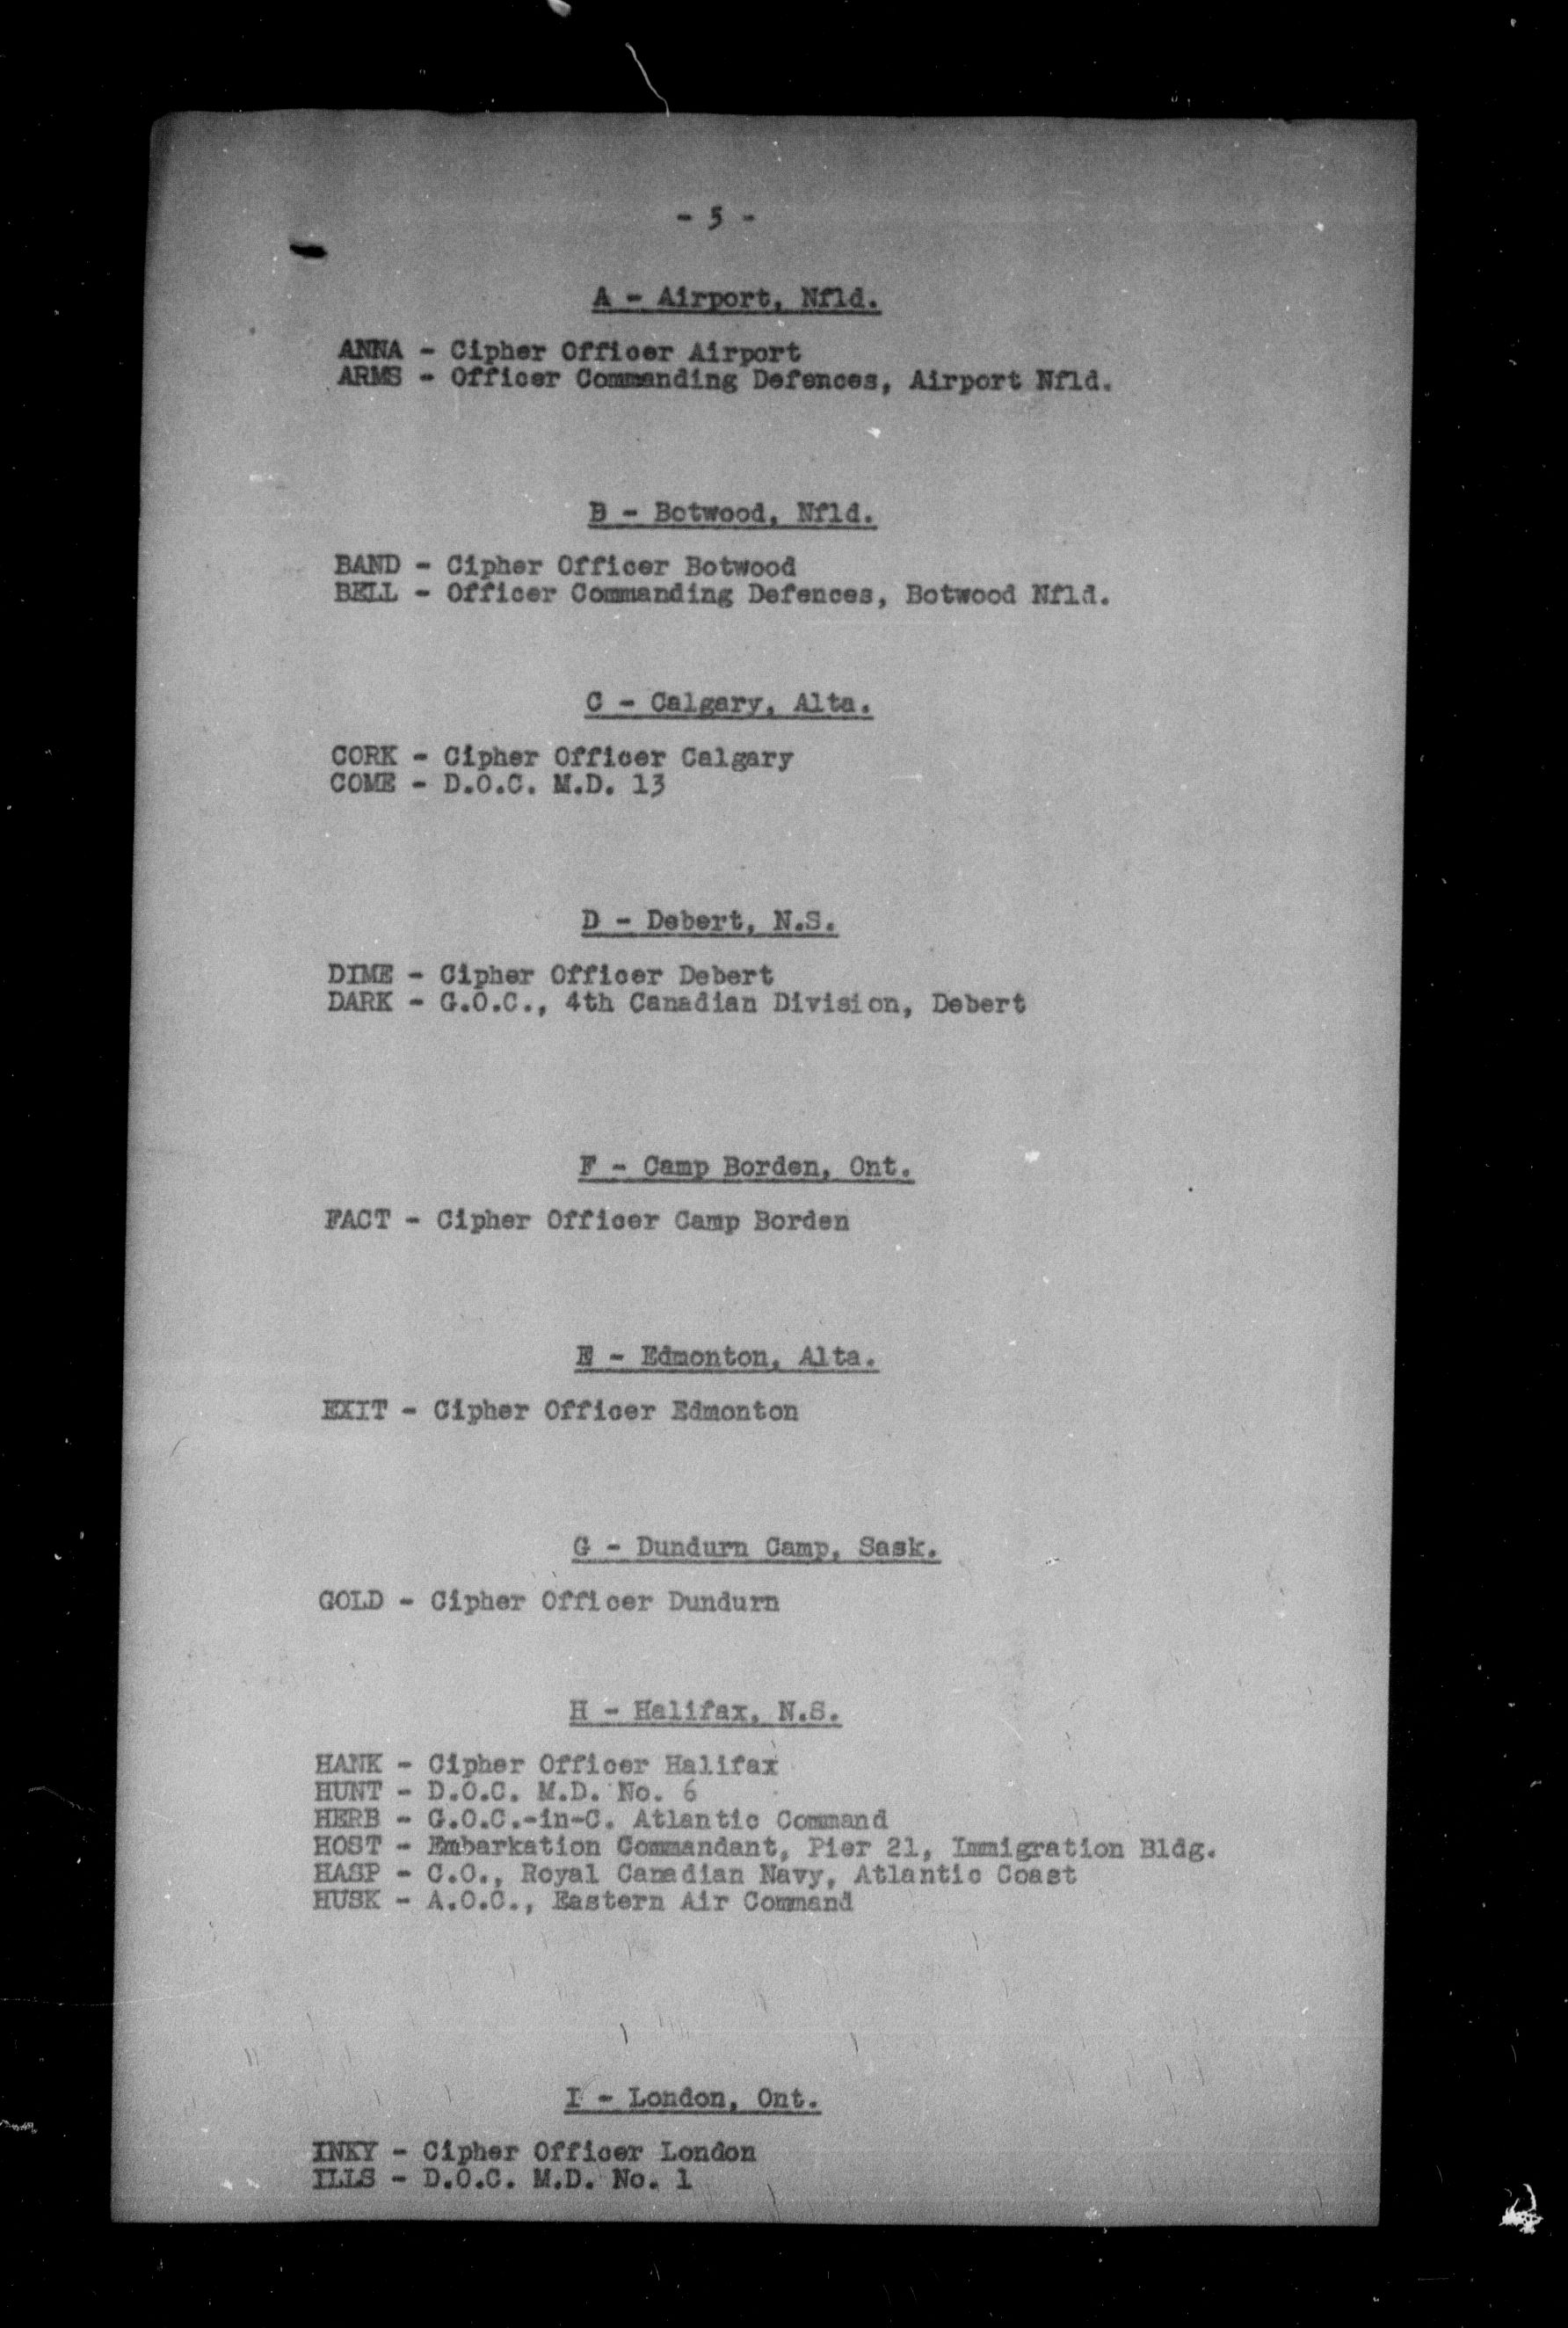 - 5 -
A - Airport, Nfld.
ANNA - Cipher Officer Airport
ARMS - Officer Commanding Defences, Airport Nfld.
B - Botwood, Nfld.
BAND - Cipher Officer Botwood
BELL - Officer Commanding Defences, Botwood Nfld.
C - Calgary, Alta.
CORK - Cipher Officer Calgary
COME - D.O.C. M.D. 13
D - Debert, N.S.
DIME - Cipher Officer Debert
DARK - G.O.C., 4th Canadian Division, Debert
F - Camp Borden, Ont.
FACT - Cipher Officer Camp Borden
E - Edmonton, Alta.
EXIT - Cipher Officer Edmonton
G - Dundurn Camp, Sask.
GOLD - Cipher Officer Dundurn
H - Halifax, N.S.
HANK - Cipher Officer Halifax
HUNT - D.O.C. M.D. No. 6
HERB - G.O.C.-in-C. Atlantic Command
HOST - Embarkation Commandant, Pier 21, Immigration Bldg.
HASP - C.O., Royal Canadian Navy, Atlantic Coast
HUSK - A.O.C., Eastern Air Command
I - London, Ont.
INKY - Cipher Officer London
ILLS - D.O.C. M.D. No. 1